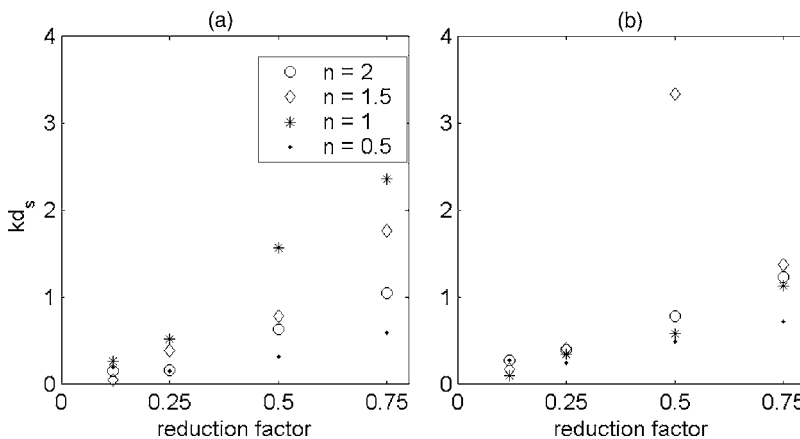 (a)
(b)
4
3
2
1
0
kd_s
n = 2
n = 1.5
n = 1
n = 0.5
0
0.25
0.5
0.75
reduction factor
4
3
2
1
0
0
0.25
0.5
0.75
reduction factor